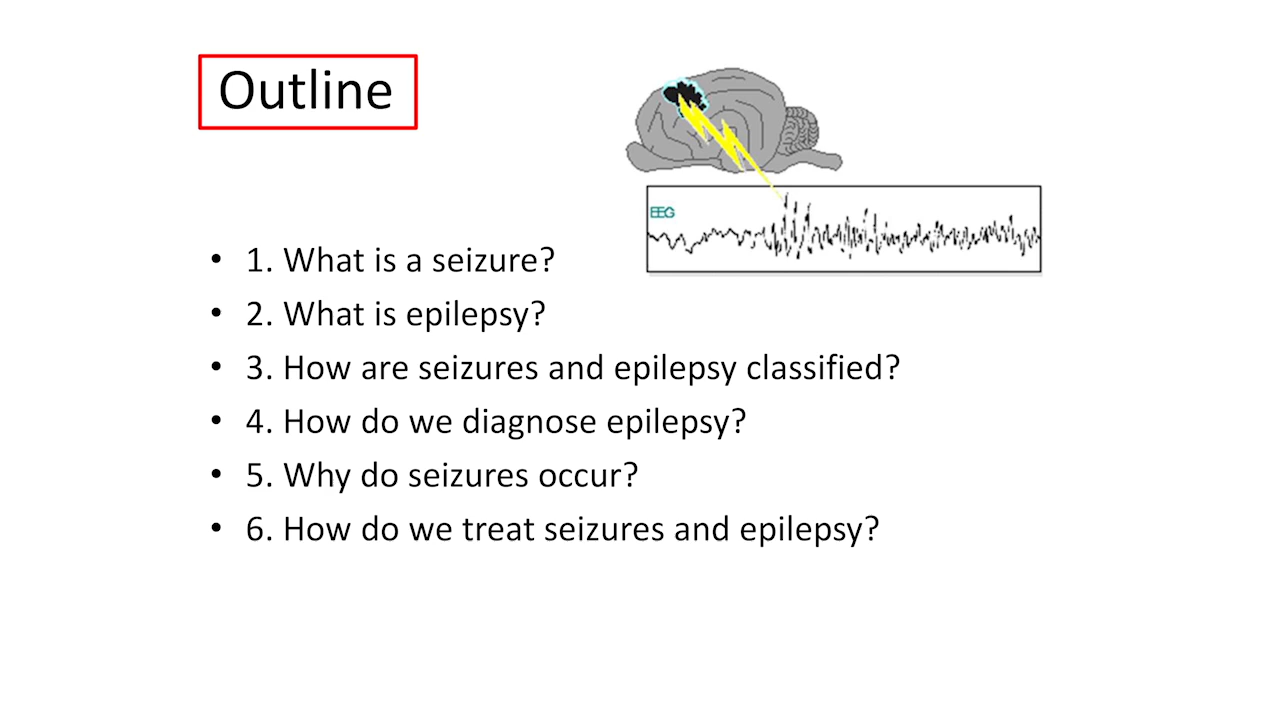 Outline
EEG
• 1. What is a seizure?
• 2. What is epilepsy?
• 3. How are seizures and epilepsy classified?
• 4. How do we diagnose epilepsy?
• 5. Why do seizures occur?
• 6. How do we treat seizures and epilepsy?